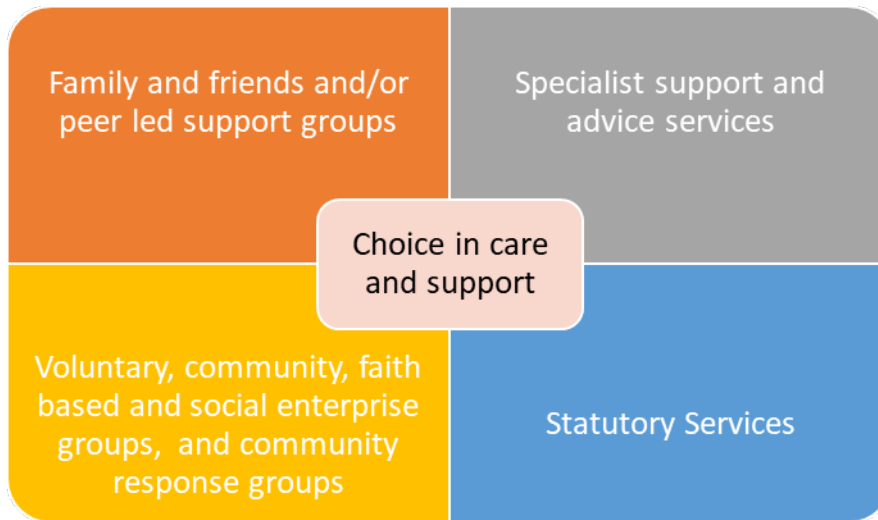 Family and friends and/or
peer led support groups
Specialist support and
advice services
Choice in care
and support
Voluntary, community, faith
based and social enterprise
groups,  and community
response groups
Statutory Services